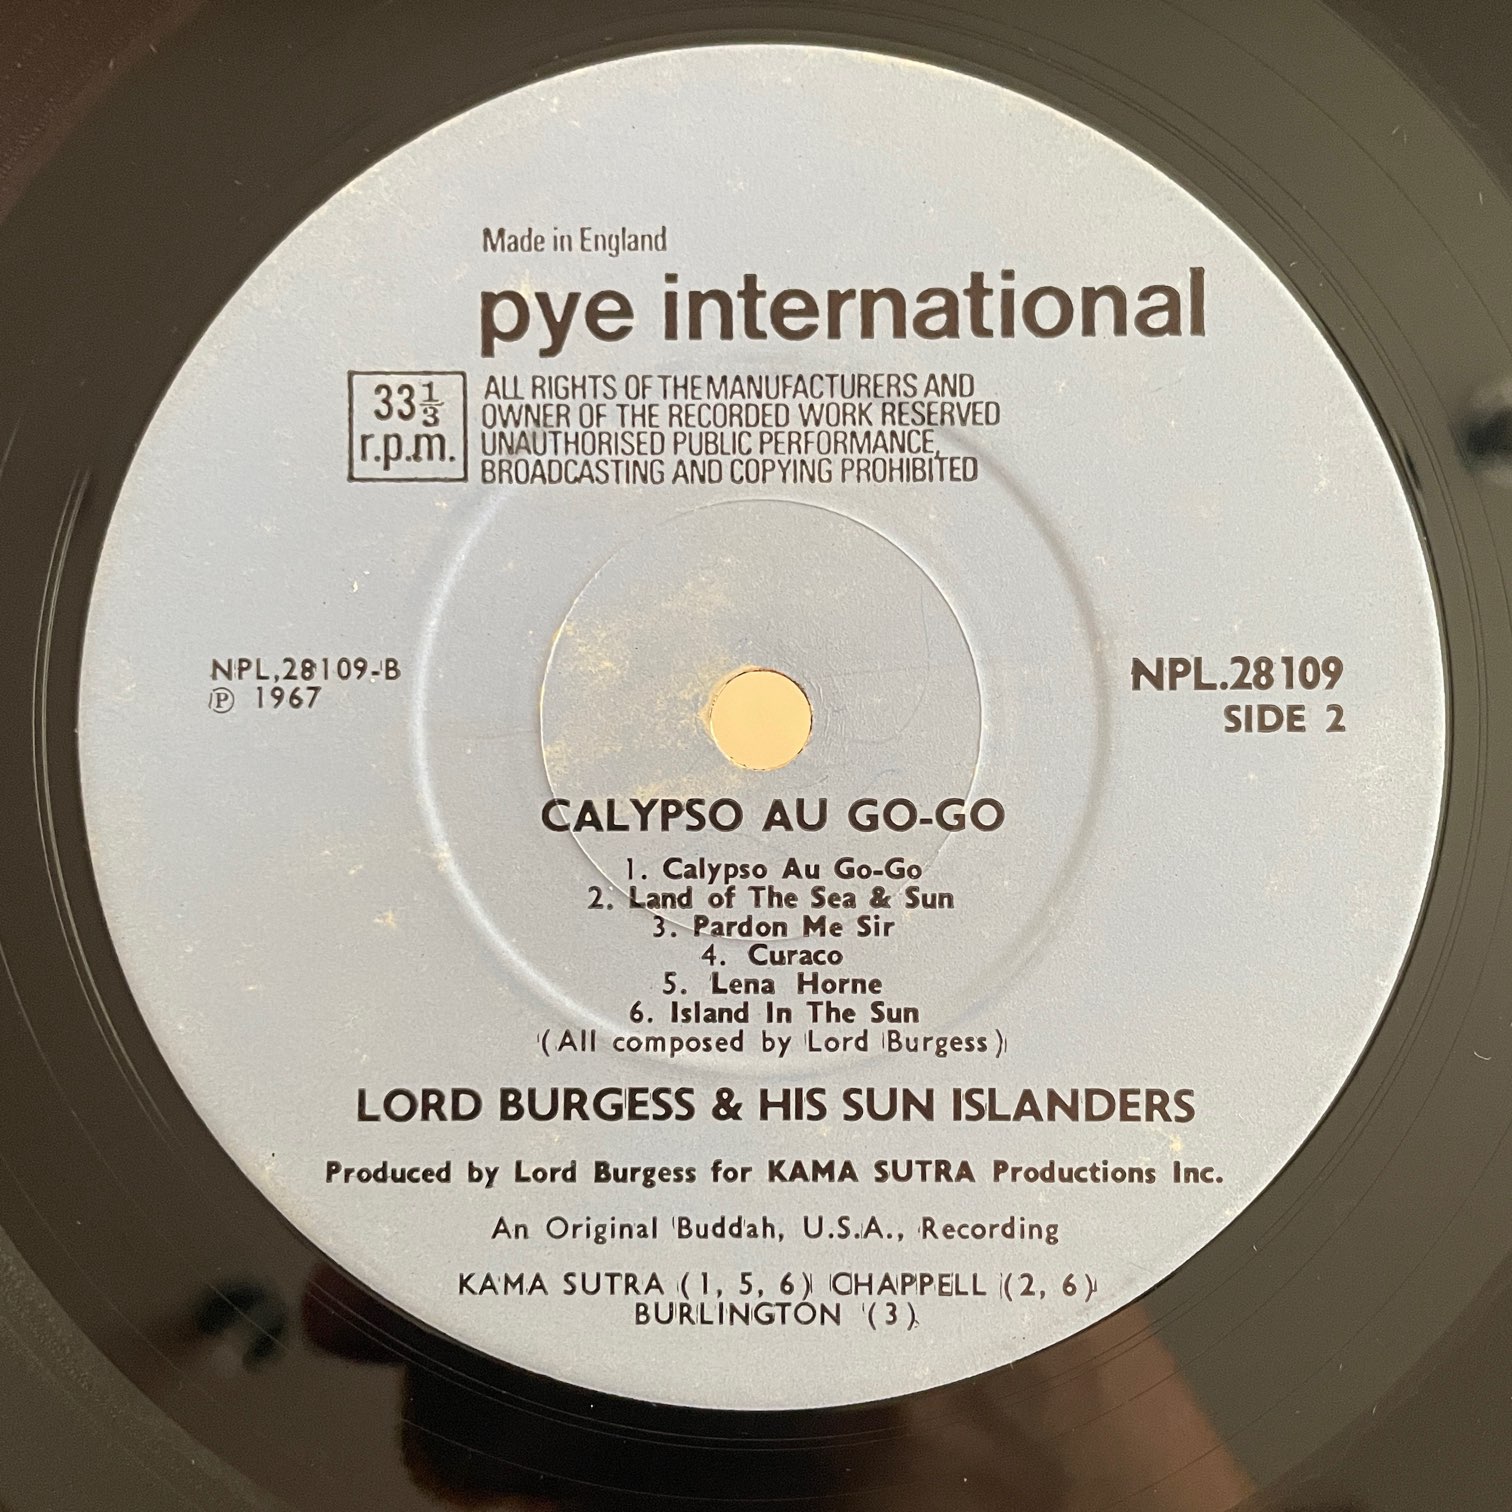 Made in England
pye international
33⅓
r.p.m.
ALL RIGHTS OF THE MANUFACTURERS AND
OWNER OF THE RECORDED WORK RESERVED
UNAUTHORISED PUBLIC PERFORMANCE,
BROADCASTING AND COPYING PROHIBITED
NPL,28109-B
℗ 1967
NPL.28109
SIDE 2
CALYPSO AU GO-GO
1. Calypso Au Go-Go
2. Land of The Sea & Sun
3. Pardon Me Sir
4. Curaco
5. Lena Horne
6. Island In The Sun
(All composed by Lord Burgess)
LORD BURGESS & HIS SUN ISLANDERS
Produced by Lord Burgess for KAMA SUTRA Productions Inc.
An Original Buddah, U.S.A., Recording
KAMA SUTRA (1, 5, 6) CHAPPELL (2, 6)
BURLINGTON (3)